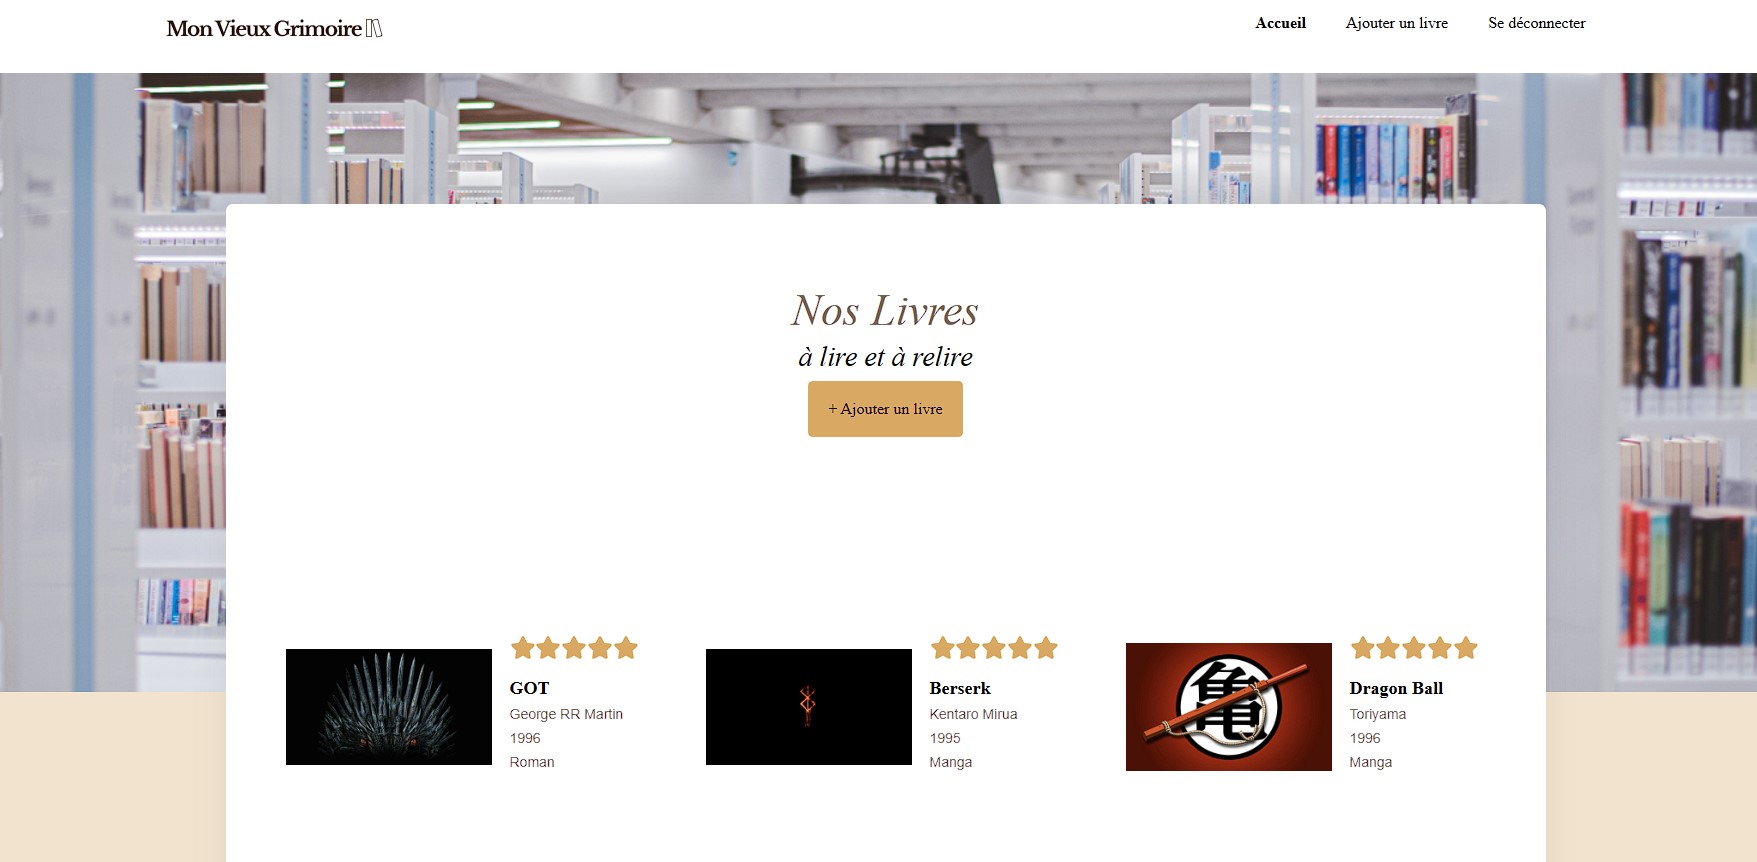 Mon Vieux Grimoire
Accueil Ajouter un livre Se déconnecter
Nos Livres
à lire et à relire
+ Ajouter un livre
GOT
George RR Martin
1996
Roman
Berserk
Kentaro Mirua
1995
Manga
亀
Dragon Ball
Toriyama
1996
Manga